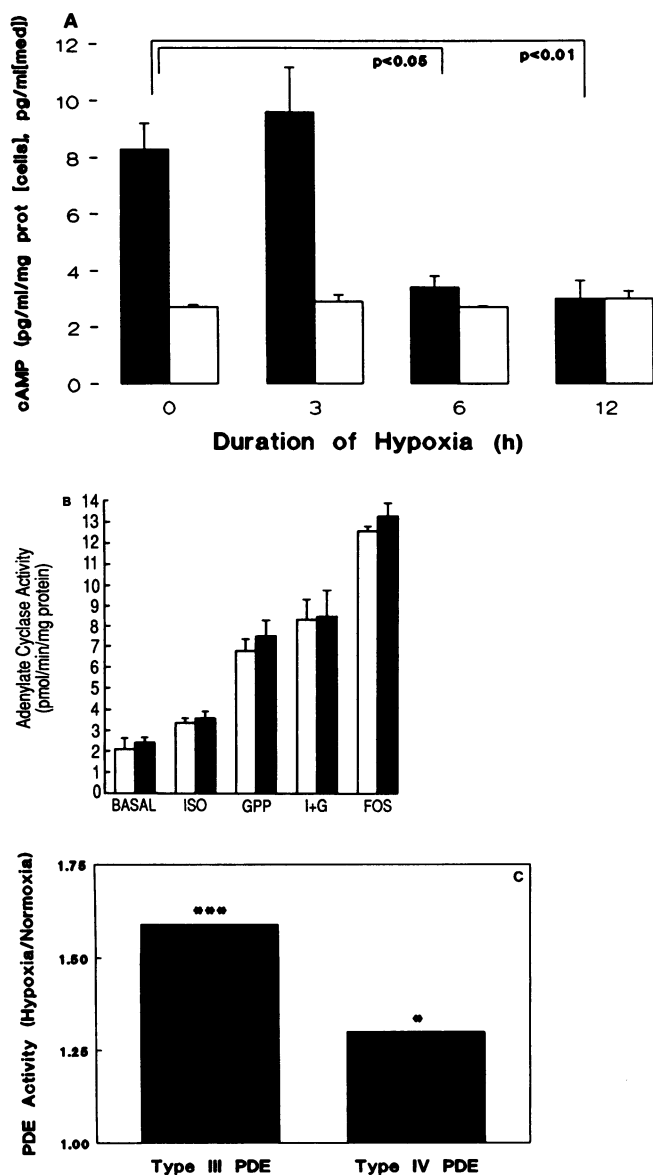 A
cAMP (pg/ml/mg prot [cells], pg/ml[med])
12
10
8
6
4
2
0
p<0.05
p<0.01
0 3 6 12
Duration of Hypoxia (h)
B
Adenylate Cyclase Activity
(pmol/min/mg protein)
14
13
12
11
10
9
8
7
6
5
4
3
2
1
0
BASAL ISO GPP I+G FOS
C
PDE Activity (Hypoxia/Normoxia)
1.75
1.50
1.25
1.00
***
*
Type III PDE Type IV PDE